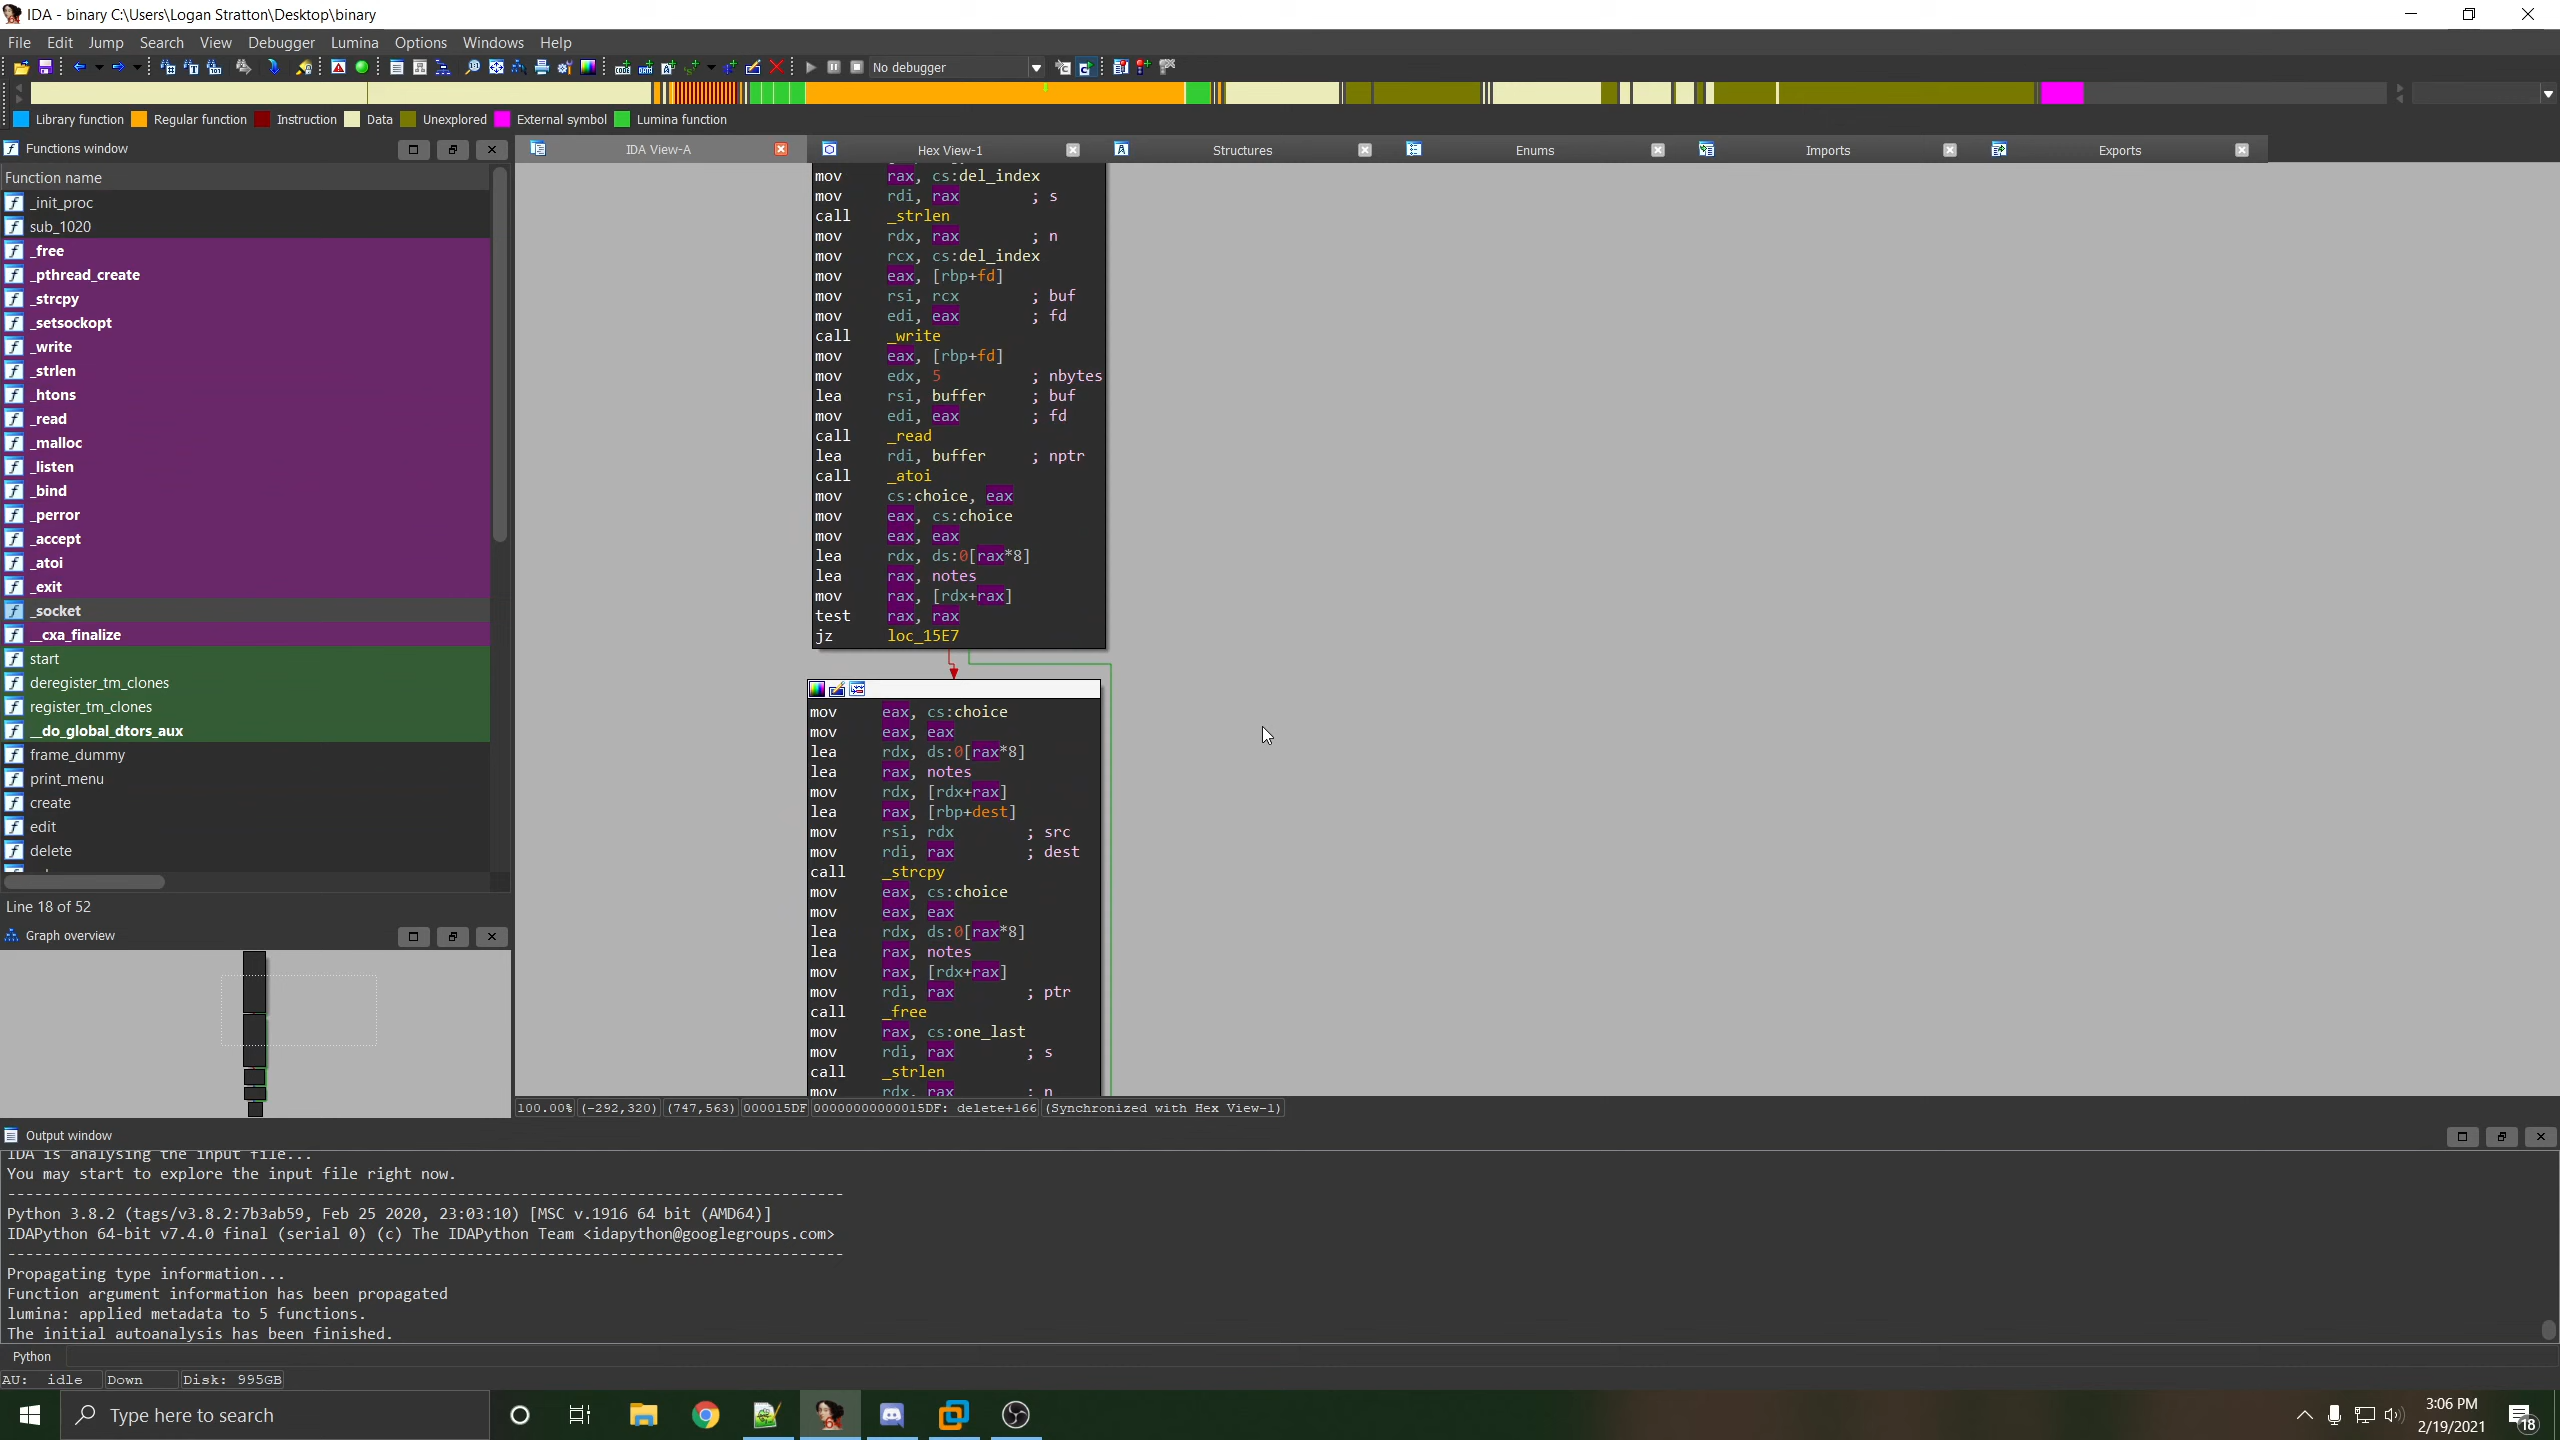 IDA - binary C:\Users\Logan Stratton\Desktop\binary
File Edit Jump Search View Debugger Lumina Options Windows Help
No debugger
Library function Regular function Instruction Data Unexplored External symbol Lumina function
Functions window
IDA View-A
Hex View-1
Structures
Enums
Imports
Exports
Function name
_init_proc
sub_1020
_free
_pthread_create
_strcpy
_setsockopt
_write
_strlen
_htons
_read
_malloc
_listen
_bind
_perror
_accept
_atoi
_exit
_socket
__cxa_finalize
start
deregister_tm_clones
register_tm_clones
__do_global_dtors_aux
frame_dummy
print_menu
create
edit
delete
Line 18 of 52
Graph overview
mov rax, cs:del_index
mov rdi, rax ; s
call _strlen
mov rdx, rax ; n
mov rcx, cs:del_index
mov eax, [rbp+fd]
mov rsi, rcx ; buf
mov edi, eax ; fd
call _write
mov eax, [rbp+fd]
mov edx, 5 ; nbytes
lea rsi, buffer ; buf
mov edi, eax ; fd
call _read
lea rdi, buffer ; nptr
call _atoi
mov cs:choice, eax
mov eax, cs:choice
mov eax, eax
lea rdx, ds:0[rax*8]
lea rax, notes
mov rax, [rdx+rax]
test rax, rax
jz loc_15E7
mov eax, cs:choice
mov eax, eax
lea rdx, ds:0[rax*8]
lea rax, notes
mov rdx, [rdx+rax]
lea rax, [rbp+dest]
mov rsi, rdx ; src
mov rdi, rax ; dest
call _strcpy
mov eax, cs:choice
mov eax, eax
lea rdx, ds:0[rax*8]
lea rax, notes
mov rax, [rdx+rax]
mov rdi, rax ; ptr
call _free
mov rax, cs:one_last
mov rdi, rax ; s
call _strlen
mov rdx, rax ; n
100.00% (-292,320) (747,563) 000015DF 00000000000015DF: delete+166 (Synchronized with Hex View-1)
Output window
IDA is analysing the input file...
You may start to explore the input file right now.
Python 3.8.2 (tags/v3.8.2:7b3ab59, Feb 25 2020, 23:03:10) [MSC v.1916 64 bit (AMD64)]
IDAPython 64-bit v7.4.0 final (serial 0) (c) The IDAPython Team <idapython@googlegroups.com>
Propagating type information...
Function argument information has been propagated
lumina: applied metadata to 5 functions.
The initial autoanalysis has been finished.
Python
AU: idle Down Disk: 995GB
Type here to search
3:06 PM
2/19/2021
18